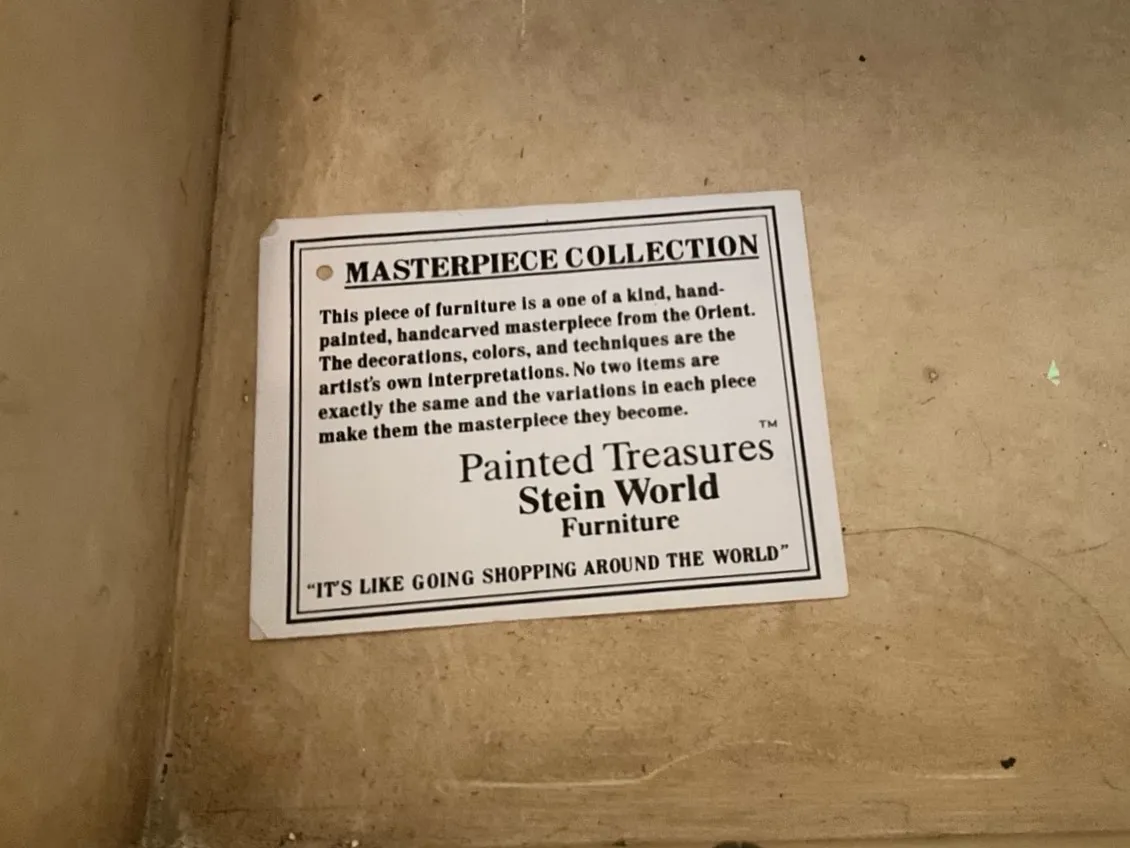 MASTERPIECE COLLECTION
This piece of furniture is a one of a kind, hand-
painted, handcarved masterpiece from the Orient.
The decorations, colors, and techniques are the
artist's own interpretations. No two items are
exactly the same and the variations in each piece
make them the masterpiece they become.
Painted Treasures™
Stein World
Furniture
"IT'S LIKE GOING SHOPPING AROUND THE WORLD"